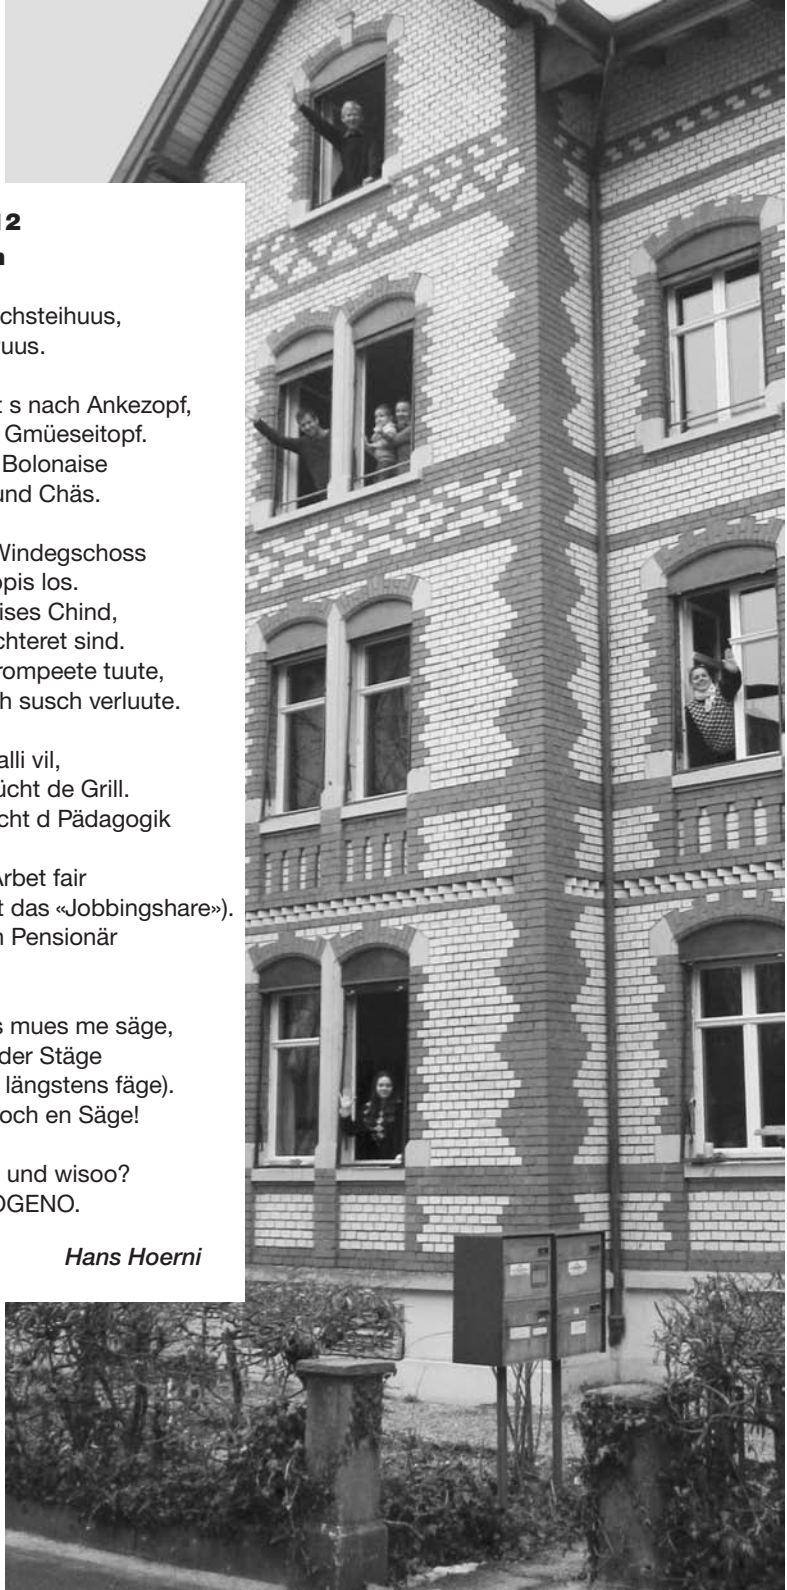 12
n
chsteihuus,
uus.
t s nach Ankezopf,
Gmüeseitopf.
Bolonaise
und Chäs.
Windegschoss
opis los.
ises Chind,
chteret sind.
rompeete tuute,
h susch verluute.
alli vil,
ücht de Grill.
cht d Pädagogik
Arbet fair
t das «Jobbingshare»).
n Pensionär
s mues me säge,
der Stäge
längstens fäge).
och en Säge!
und wisoo?
OGENO.
Hans Hoerni